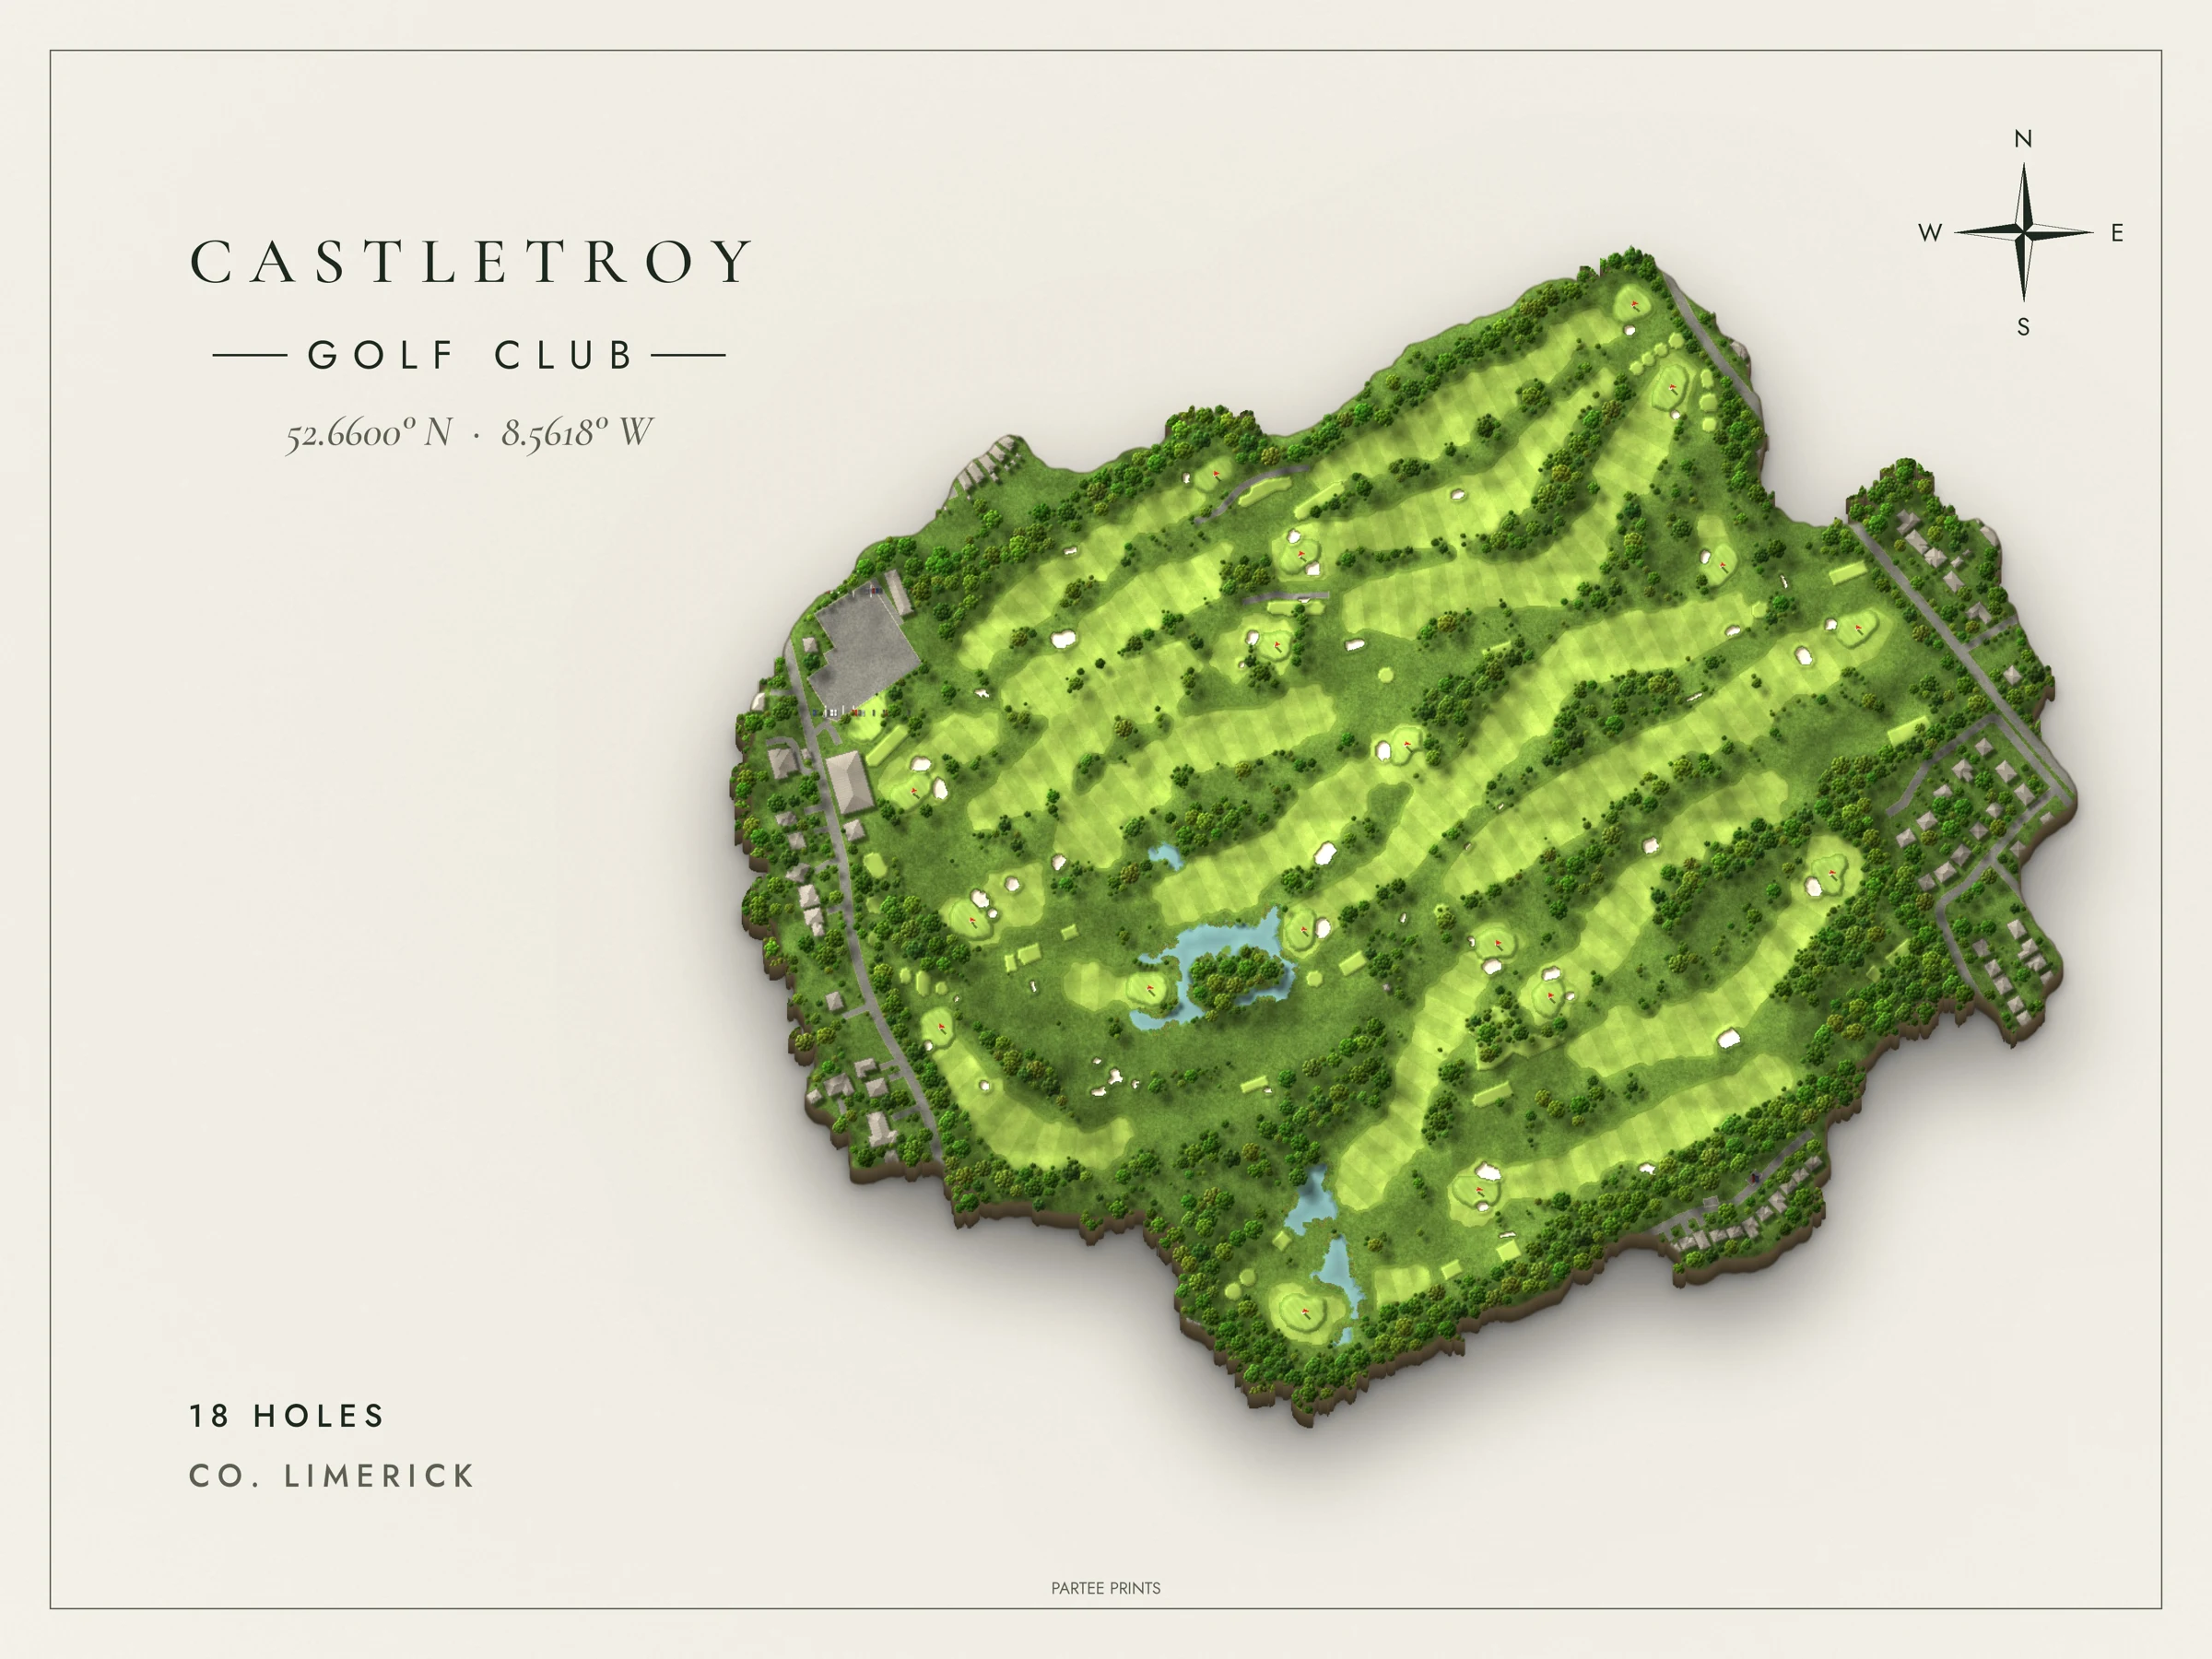 CASTLETROY
GOLF CLUB
52.6600° N · 8.5618° W
N
W E
S
18 HOLES
CO. LIMERICK
PARTEE PRINTS